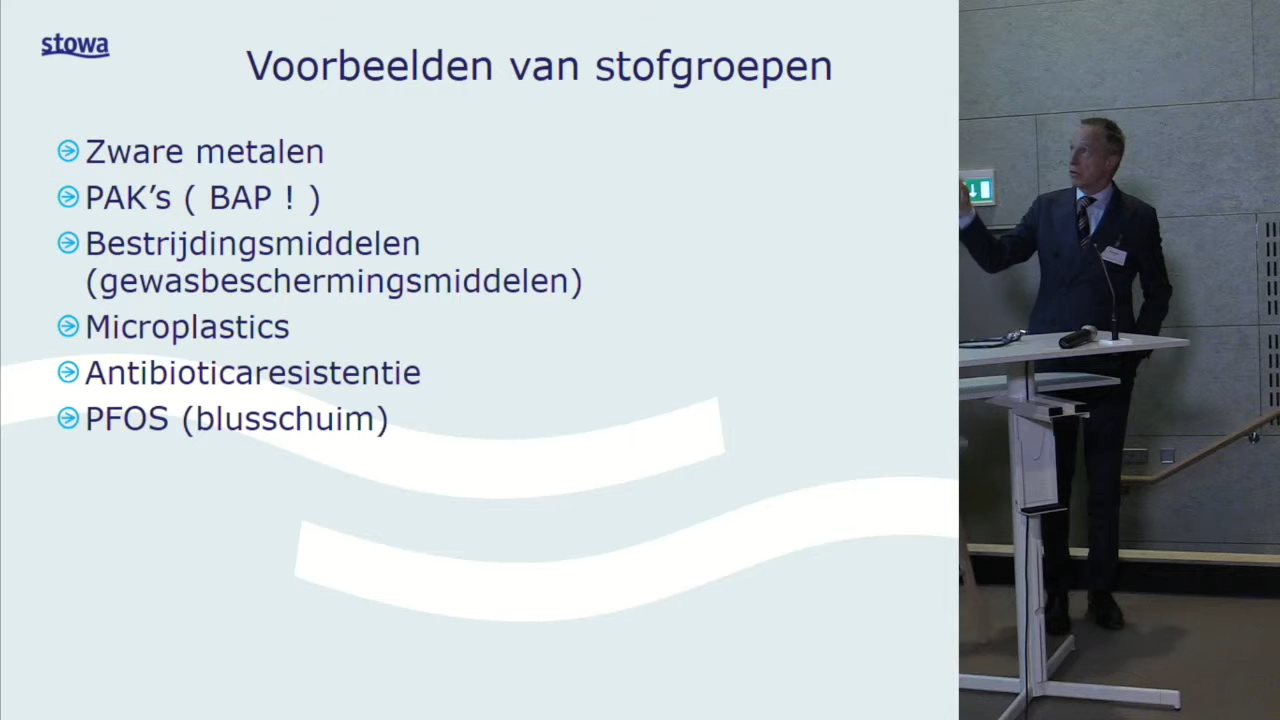 stowa
Voorbeelden van stofgroepen
Zware metalen
PAK’s ( BAP ! )
Bestrijdingsmiddelen
(gewasbeschermingsmiddelen)
Microplastics
Antibioticaresistentie
PFOS (blusschuim)